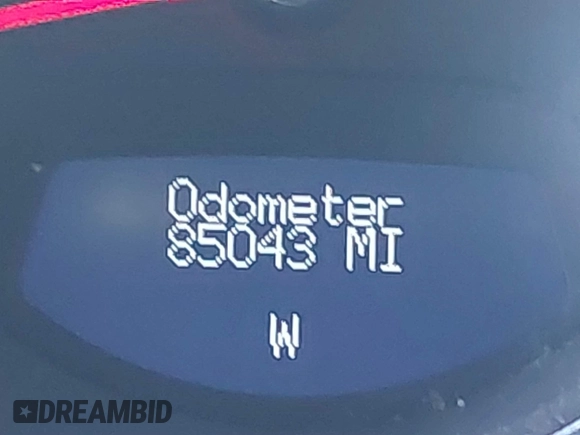 Odometer
85043 MI
W
DREAMBID